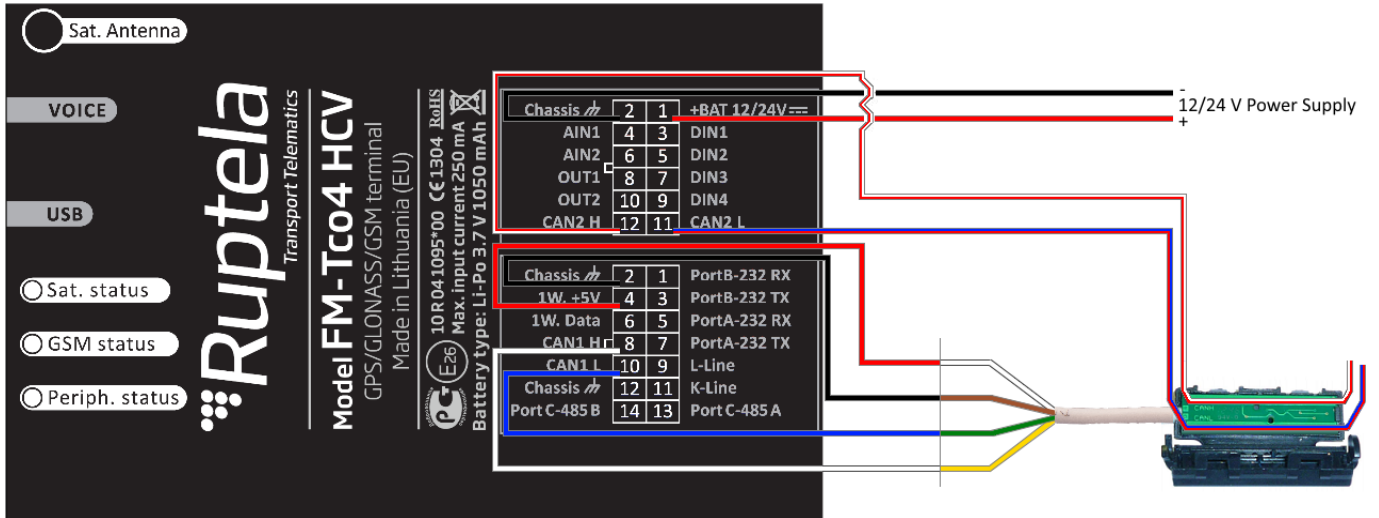 Sat. Antenna
VOICE
USB
Sat. status
GSM status
Periph. status
Ruptela
Transport Telematics
Model FM-Tco4 HCV
GPS/GLONASS/GSM terminal
Made in Lithuania (EU)
E26
PG
10 R 04 1095*00 CE 1304 RoHS
Max. input current 250 mA
Battery type: Li-Po 3.7 V 1050 mAh
Chassis 2 1 +BAT 12/24V
AIN1 4 3 DIN1
AIN2 6 5 DIN2
OUT1 8 7 DIN3
OUT2 10 9 DIN4
CAN2 H 12 11 CAN2 L
Chassis 2 1 PortB-232 RX
1W. +5V 4 3 PortB-232 TX
1W. Data 6 5 PortA-232 RX
CAN1 H 8 7 PortA-232 TX
CAN1 L 10 9 L-Line
Chassis 12 11 K-Line
Port C-485 B 14 13 Port C-485 A
-
12/24 V Power Supply
+
CANH
CANL